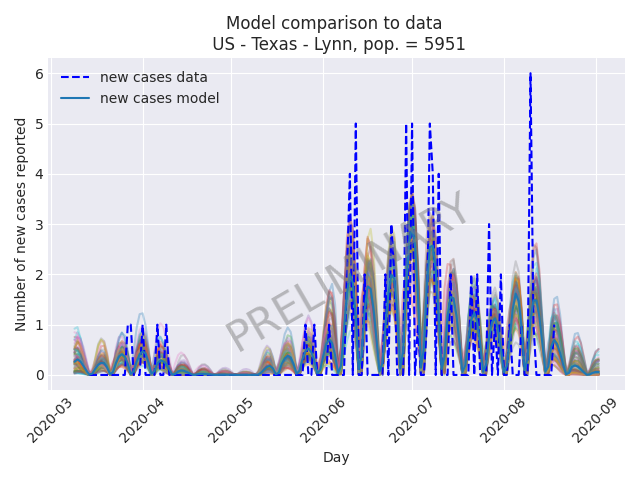 Model comparison to data
US - Texas - Lynn, pop. = 5951
new cases data
new cases model
Number of new cases reported
6
5
4
3
2
1
0
PRELIMINARY
2020-03
2020-04
2020-05
2020-06
2020-07
2020-08
2020-09
Day